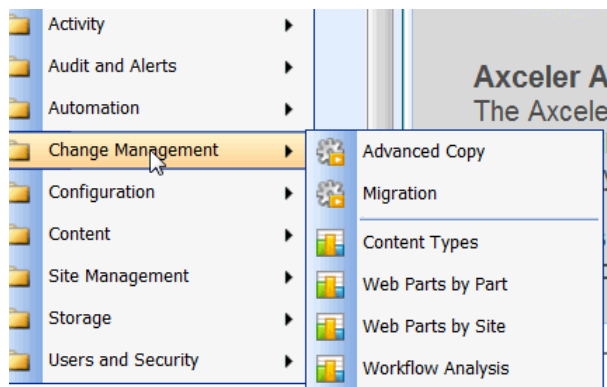 Activity
Audit and Alerts
Automation
Change Management
Configuration
Content
Site Management
Storage
Users and Security
Advanced Copy
Migration
Content Types
Web Parts by Part
Web Parts by Site
Workflow Analysis
Axceler A
The Axcele